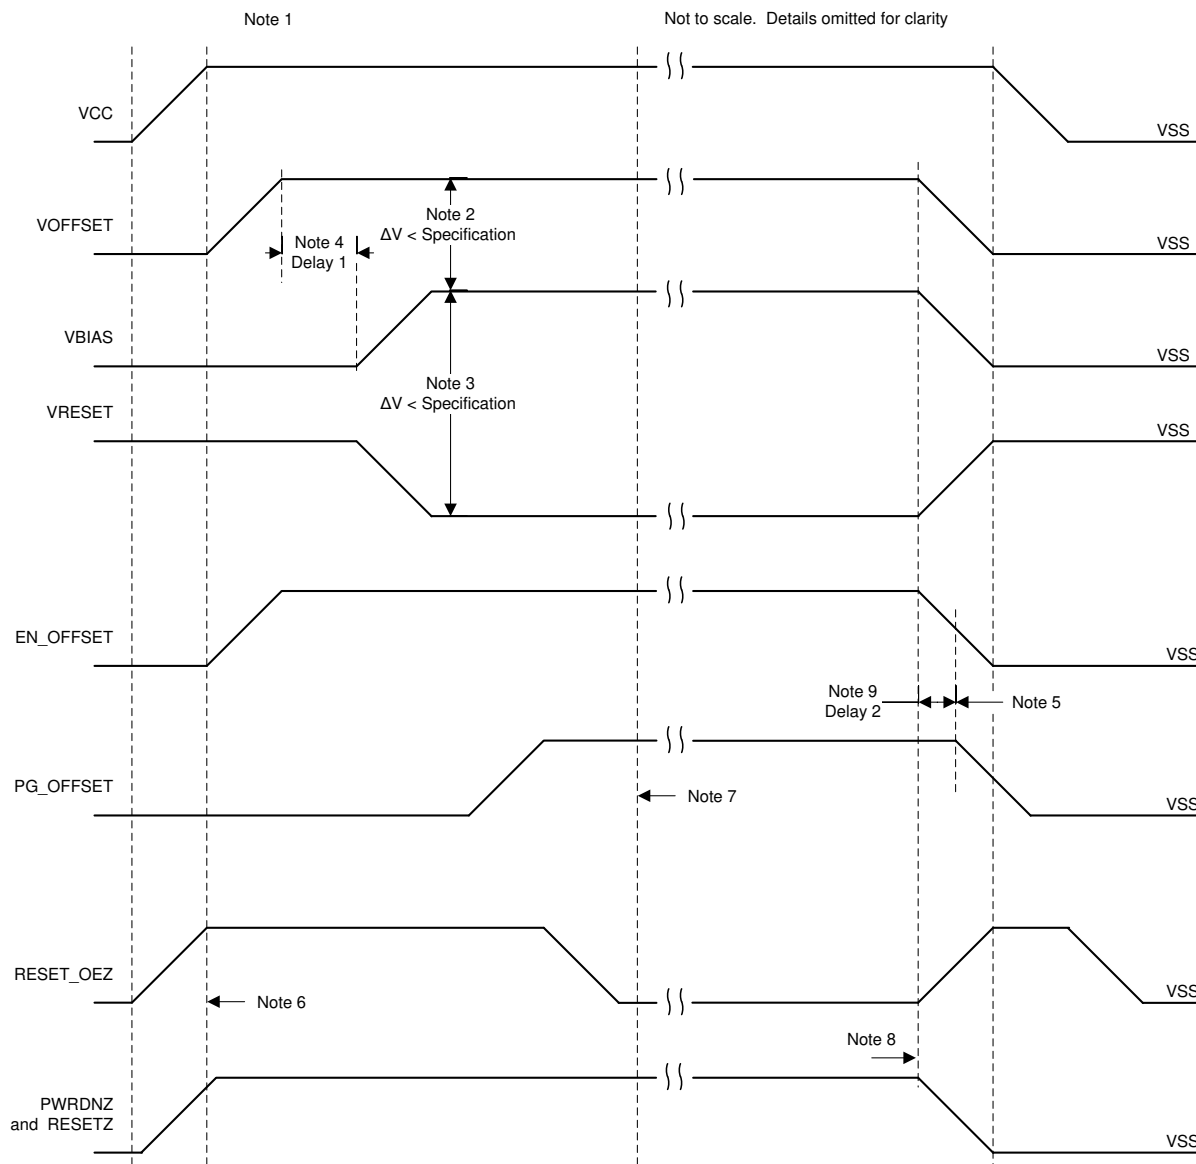 Note 1
Not to scale.  Details omitted for clarity
VCC
VSS
VOFFSET
Note 4
Delay 1
Note 2
ΔV < Specification
VSS
VBIAS
VSS
Note 3
ΔV < Specification
VRESET
VSS
EN_OFFSET
VSS
Note 9
Delay 2
Note 5
PG_OFFSET
Note 7
VSS
RESET_OEZ
Note 6
VSS
Note 8
PWRDNZ
and  RESETZ
VSS